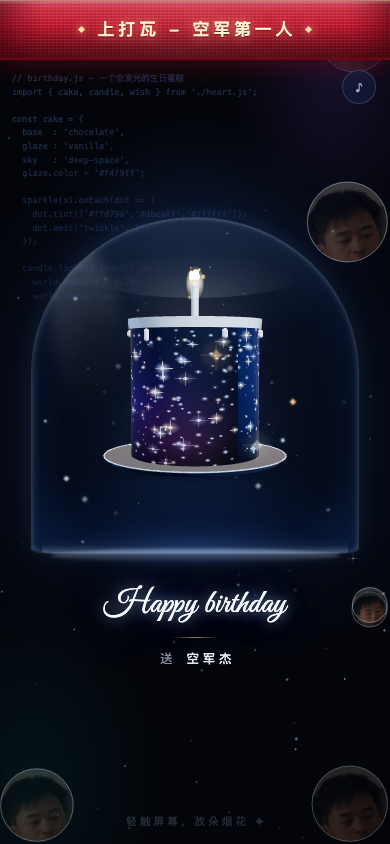 上打瓦 — 空军第一人
// birthday.js — 一个会发光的生日蛋糕
import { cake, candle, wish } from './heart.js';
const cake = {
base : 'chocolate',
glaze : 'vanilla',
sky : 'deep-space',
glaze.color = '#f4f9ff';
sparkle(x).onEach(dot => {
dot.tint(['#ffd79a','#dbeaff','#ffffff']);
dot.emit('twinkle'
});
Happy birthday
送 空军杰
轻触屏幕，放朵烟花